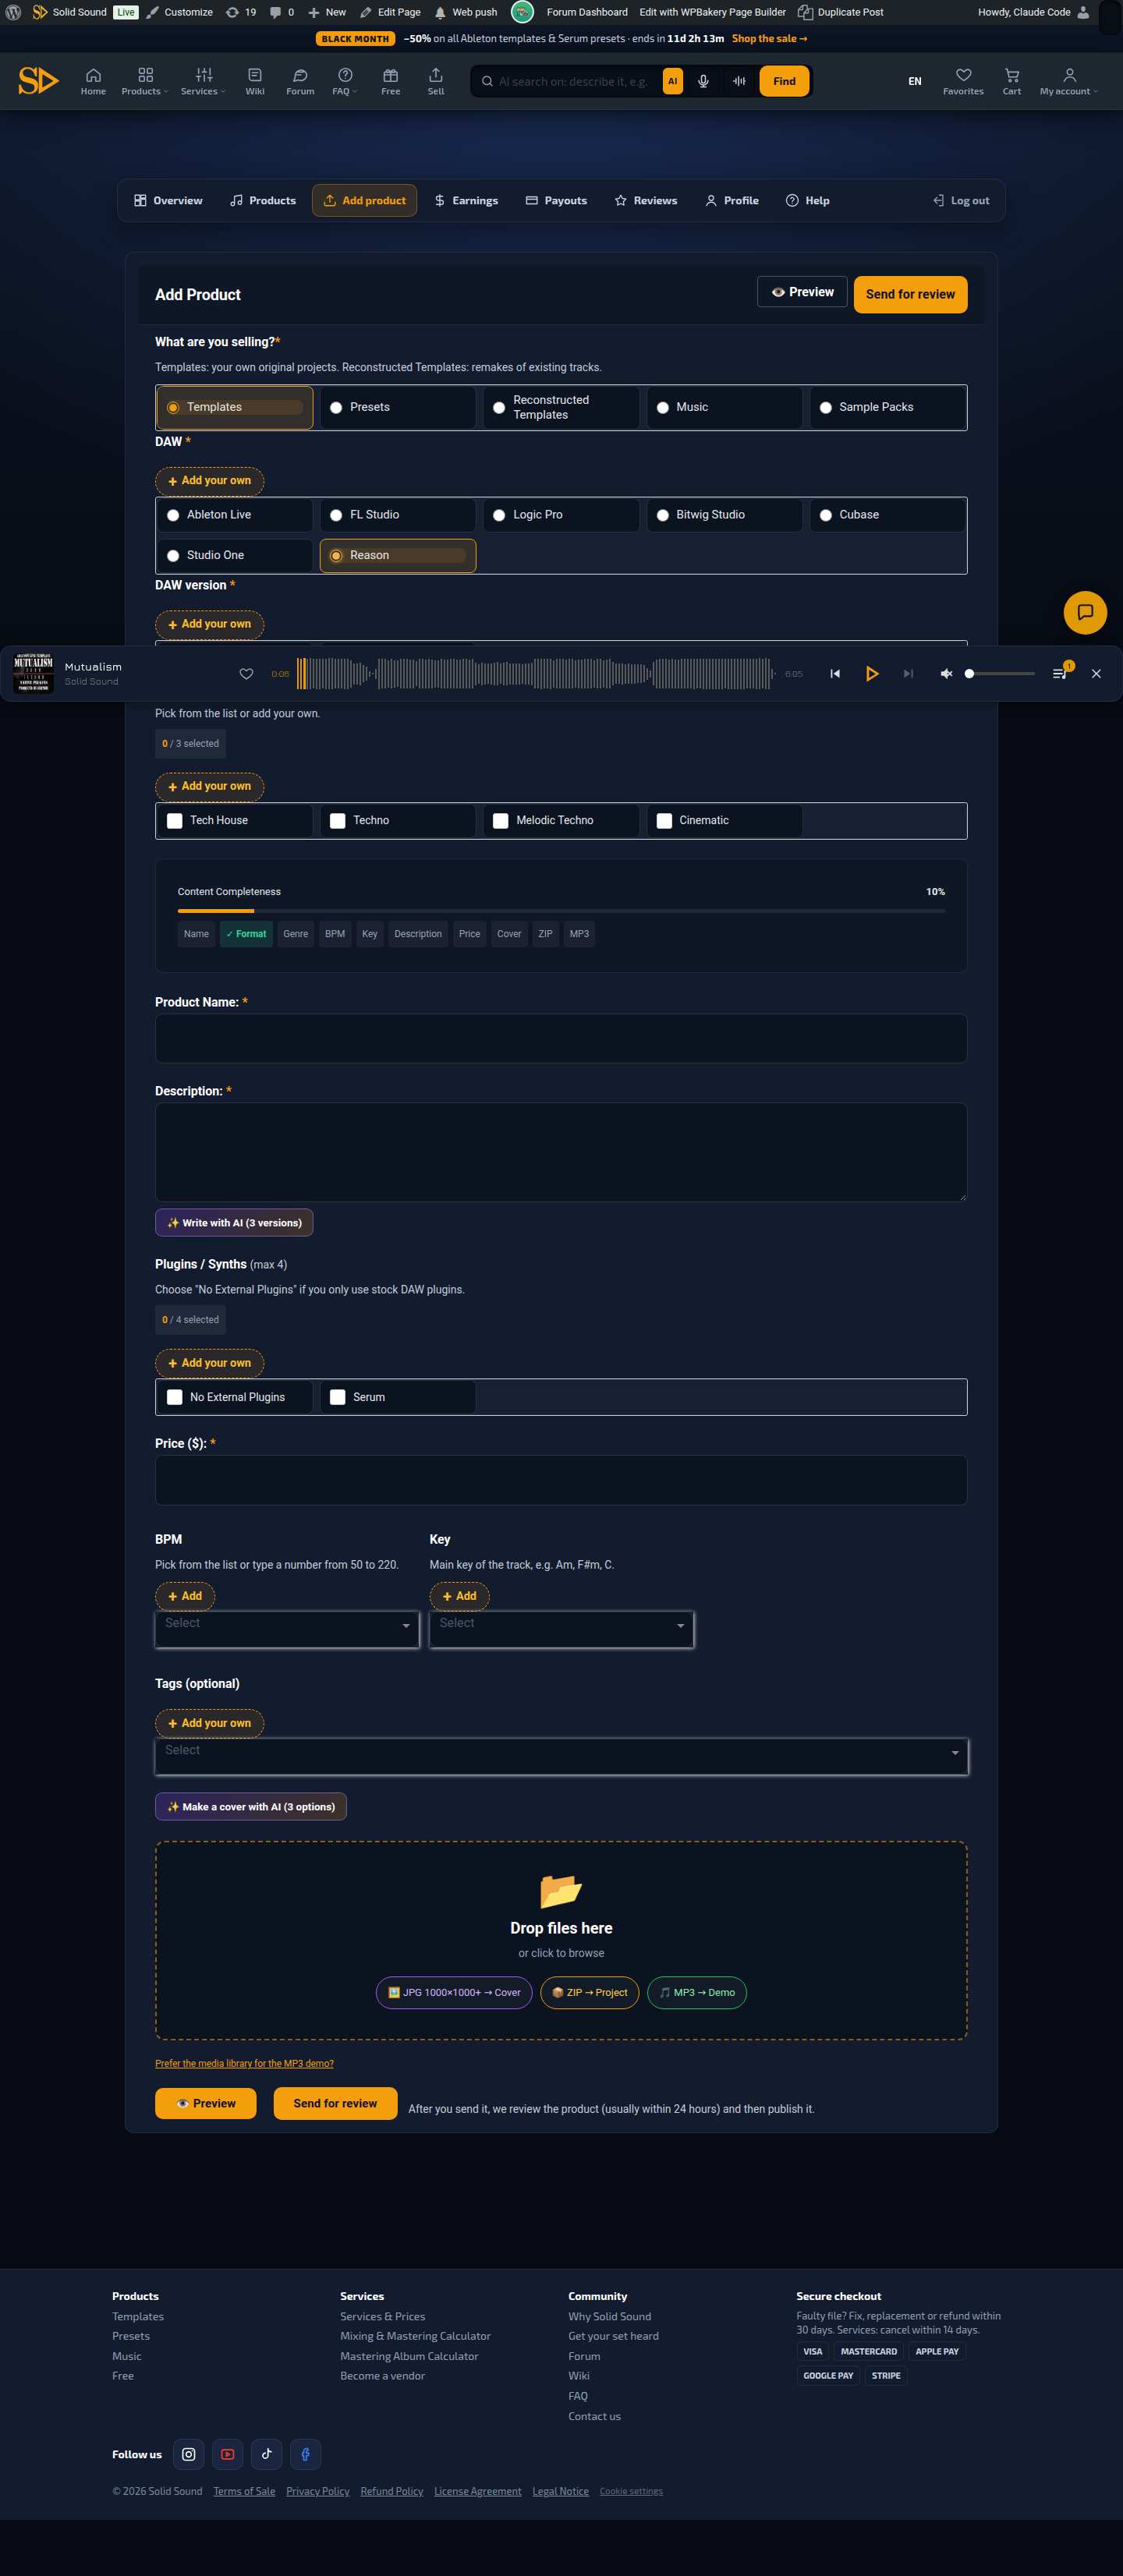 Solid Sound Live Customize 19 0 New Edit Page Web push Forum Dashboard Edit with WPBakery Page Builder Duplicate Post Howdy, Claude Code
BLACK MONTH −50% on all Ableton templates & Serum presets · ends in 11d 2h 13m Shop the sale →
AI search on: describe it, e.g. AI Find EN
Home Products Services Wiki Forum FAQ Free Sell Favorites Cart My account
Overview Products Add product Earnings Payouts Reviews Profile Help Log out
Add Product
Preview Send for review
What are you selling?*
Templates: your own original projects. Reconstructed Templates: remakes of existing tracks.
Templates Presets Reconstructed Templates Music Sample Packs
DAW *
+ Add your own
Ableton Live FL Studio Logic Pro Bitwig Studio Cubase
Studio One Reason
DAW version *
+ Add your own
MUTUALISM
Mutualism
Solid Sound
0:06 6:05 1
Pick from the list or add your own.
0 / 3 selected
+ Add your own
Tech House Techno Melodic Techno Cinematic
Content Completeness 10%
Name ✓ Format Genre BPM Key Description Price Cover ZIP MP3
Product Name: *
Description: *
✨ Write with AI (3 versions)
Plugins / Synths (max 4)
Choose "No External Plugins" if you only use stock DAW plugins.
0 / 4 selected
+ Add your own
No External Plugins Serum
Price ($): *
BPM Key
Pick from the list or type a number from 50 to 220. Main key of the track, e.g. Am, F#m, C.
+ Add + Add
Select Select
Tags (optional)
+ Add your own
Select
✨ Make a cover with AI (3 options)
Drop files here
or click to browse
JPG 1000×1000+ → Cover ZIP → Project MP3 → Demo
Prefer the media library for the MP3 demo?
Preview Send for review After you send it, we review the product (usually within 24 hours) and then publish it.
Products Services Community Secure checkout
Templates Services & Prices Why Solid Sound Faulty file? Fix, replacement or refund within
Presets Mixing & Mastering Calculator Get your set heard 30 days. Services: cancel within 14 days.
Music Mastering Album Calculator Forum VISA MASTERCARD APPLE PAY
Free Become a vendor Wiki GOOGLE PAY STRIPE
FAQ
Contact us
Follow us
© 2026 Solid Sound Terms of Sale Privacy Policy Refund Policy License Agreement Legal Notice Cookie settings